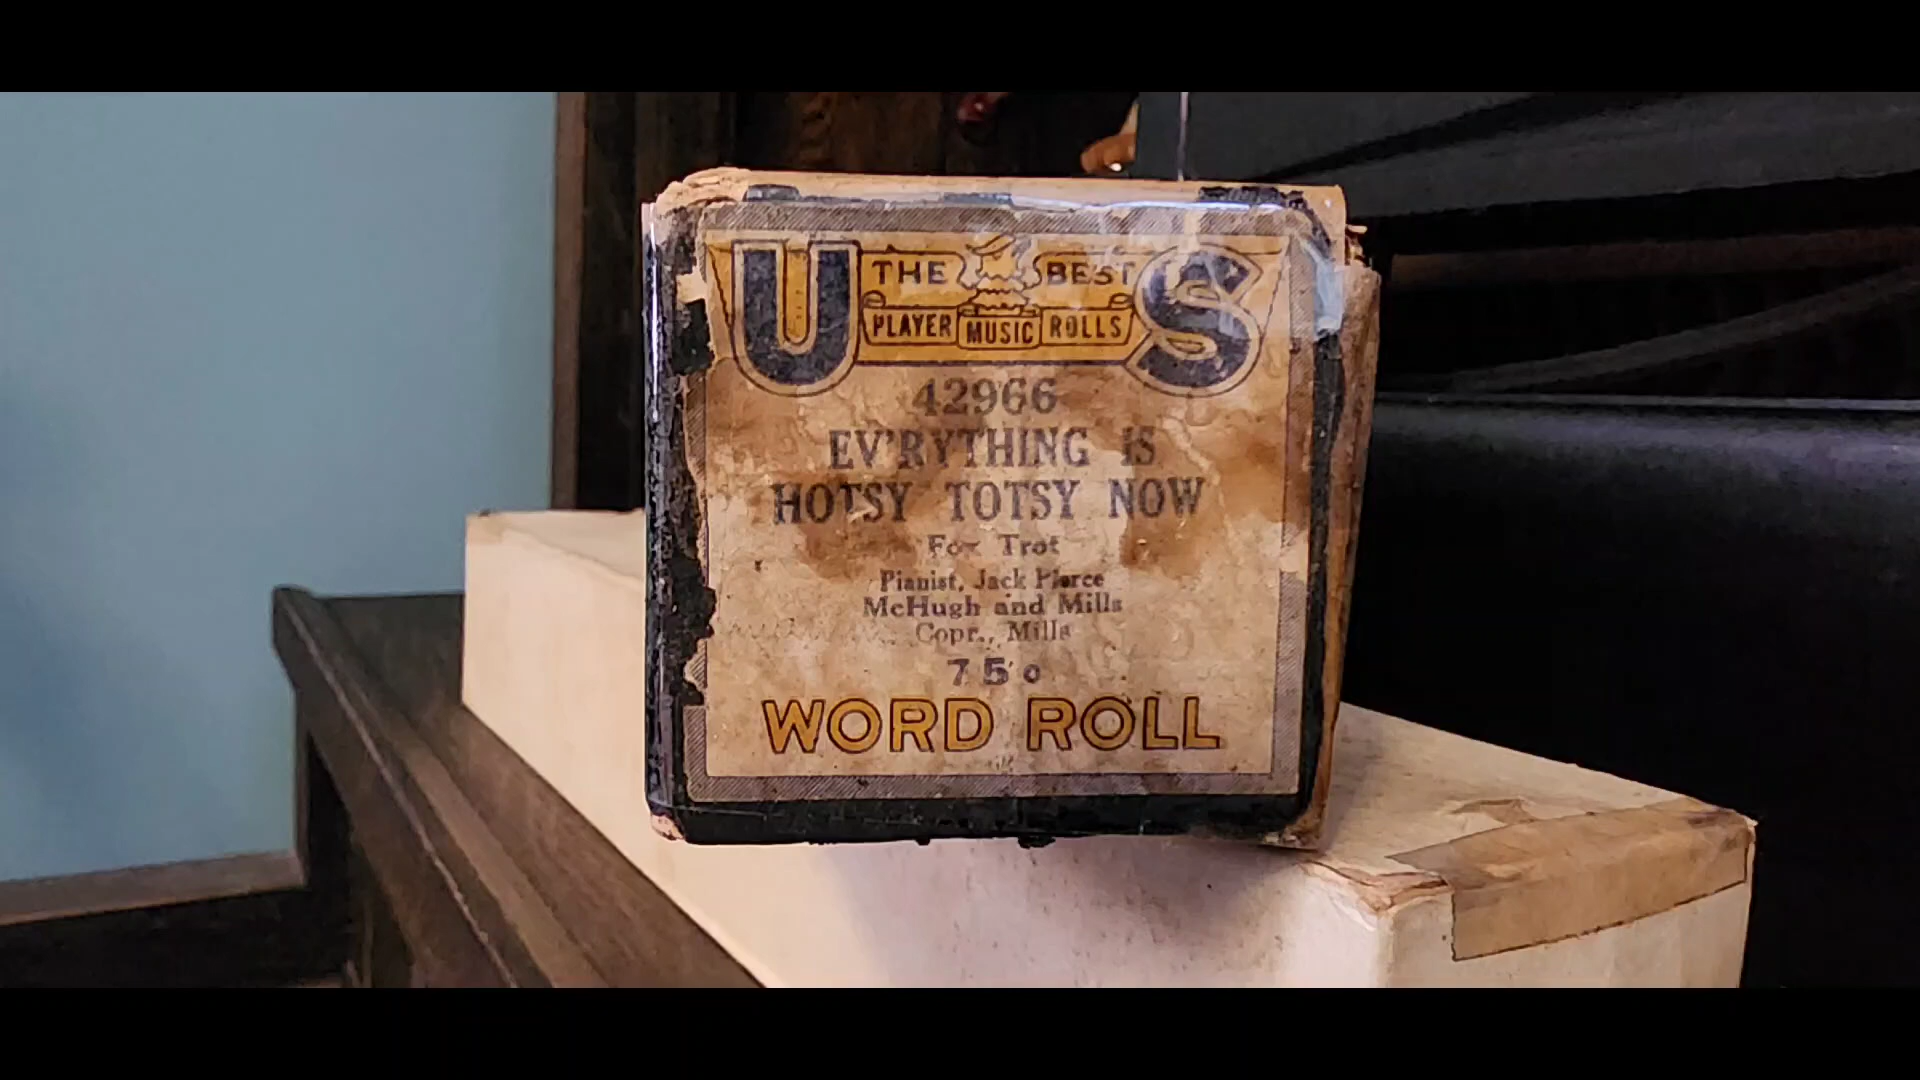 U THE BEST S
PLAYER MUSIC ROLLS
42966
EV'RYTHING IS
HOTSY TOTSY NOW
Fox Trot
Pianist, Jack Pierce
McHugh and Mills
Copr., Mills
75c
WORD ROLL